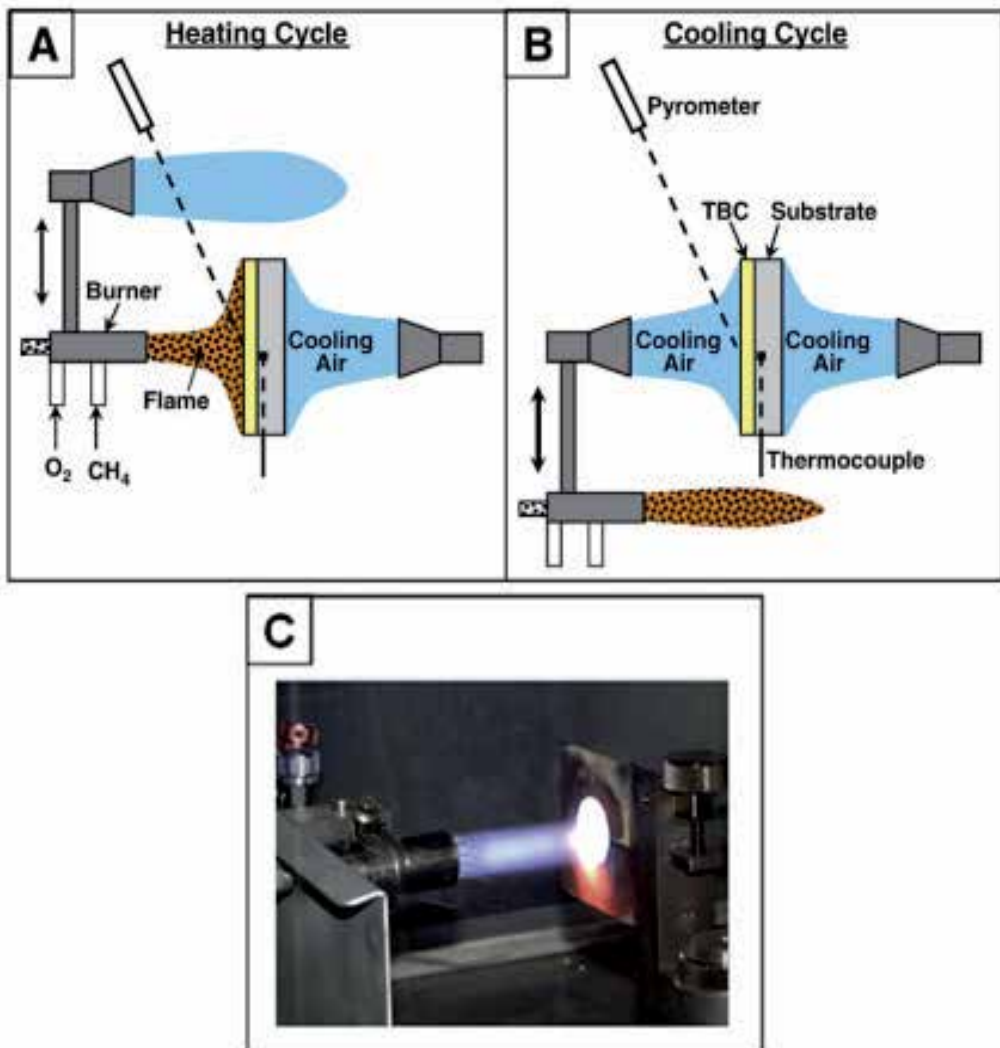 A
Heating Cycle
Burner
Flame
O₂
CH₄
Cooling
Air
B
Cooling Cycle
Pyrometer
TBC
Substrate
Cooling
Air
Cooling
Air
Thermocouple
C